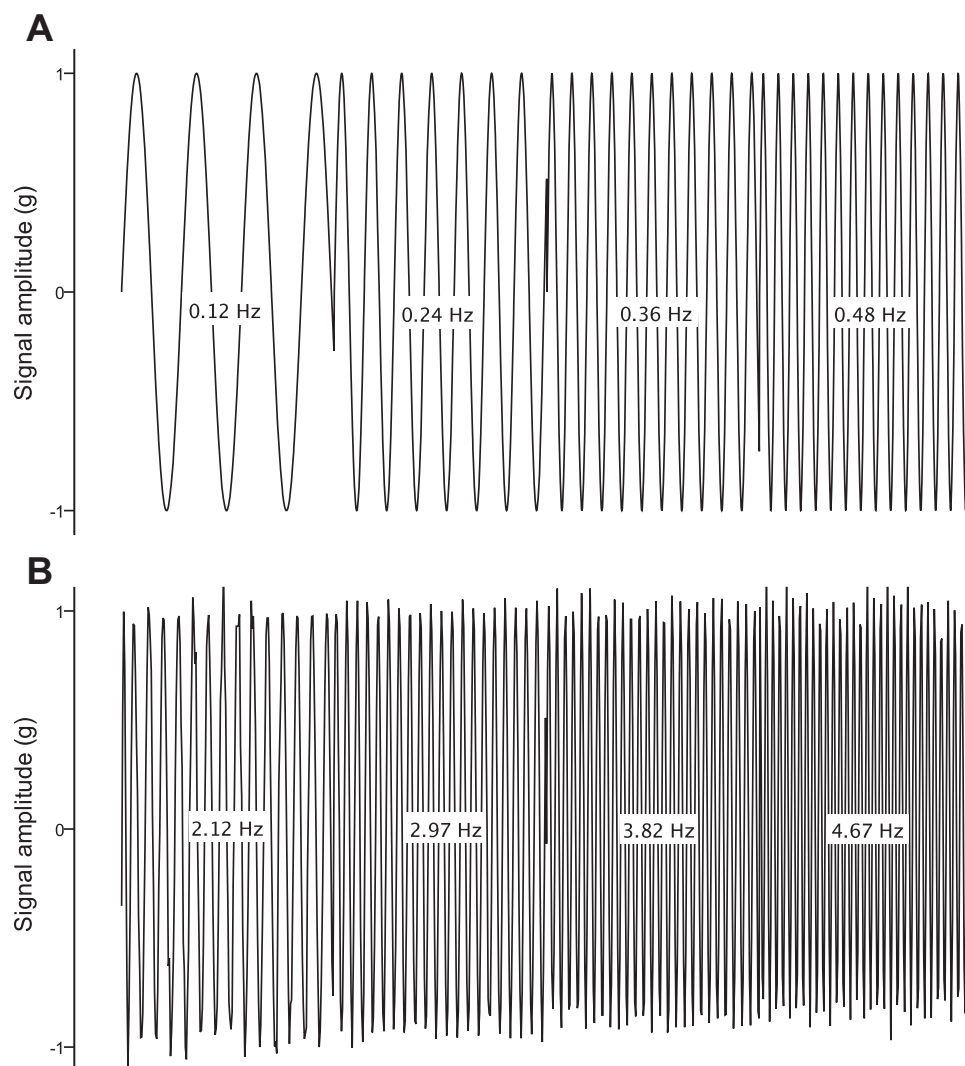 A
1
Signal amplitude (g)
0
0.12 Hz
0.24 Hz
0.36 Hz
0.48 Hz
-1
B
1
Signal amplitude (g)
0
2.12 Hz
2.97 Hz
3.82 Hz
4.67 Hz
-1